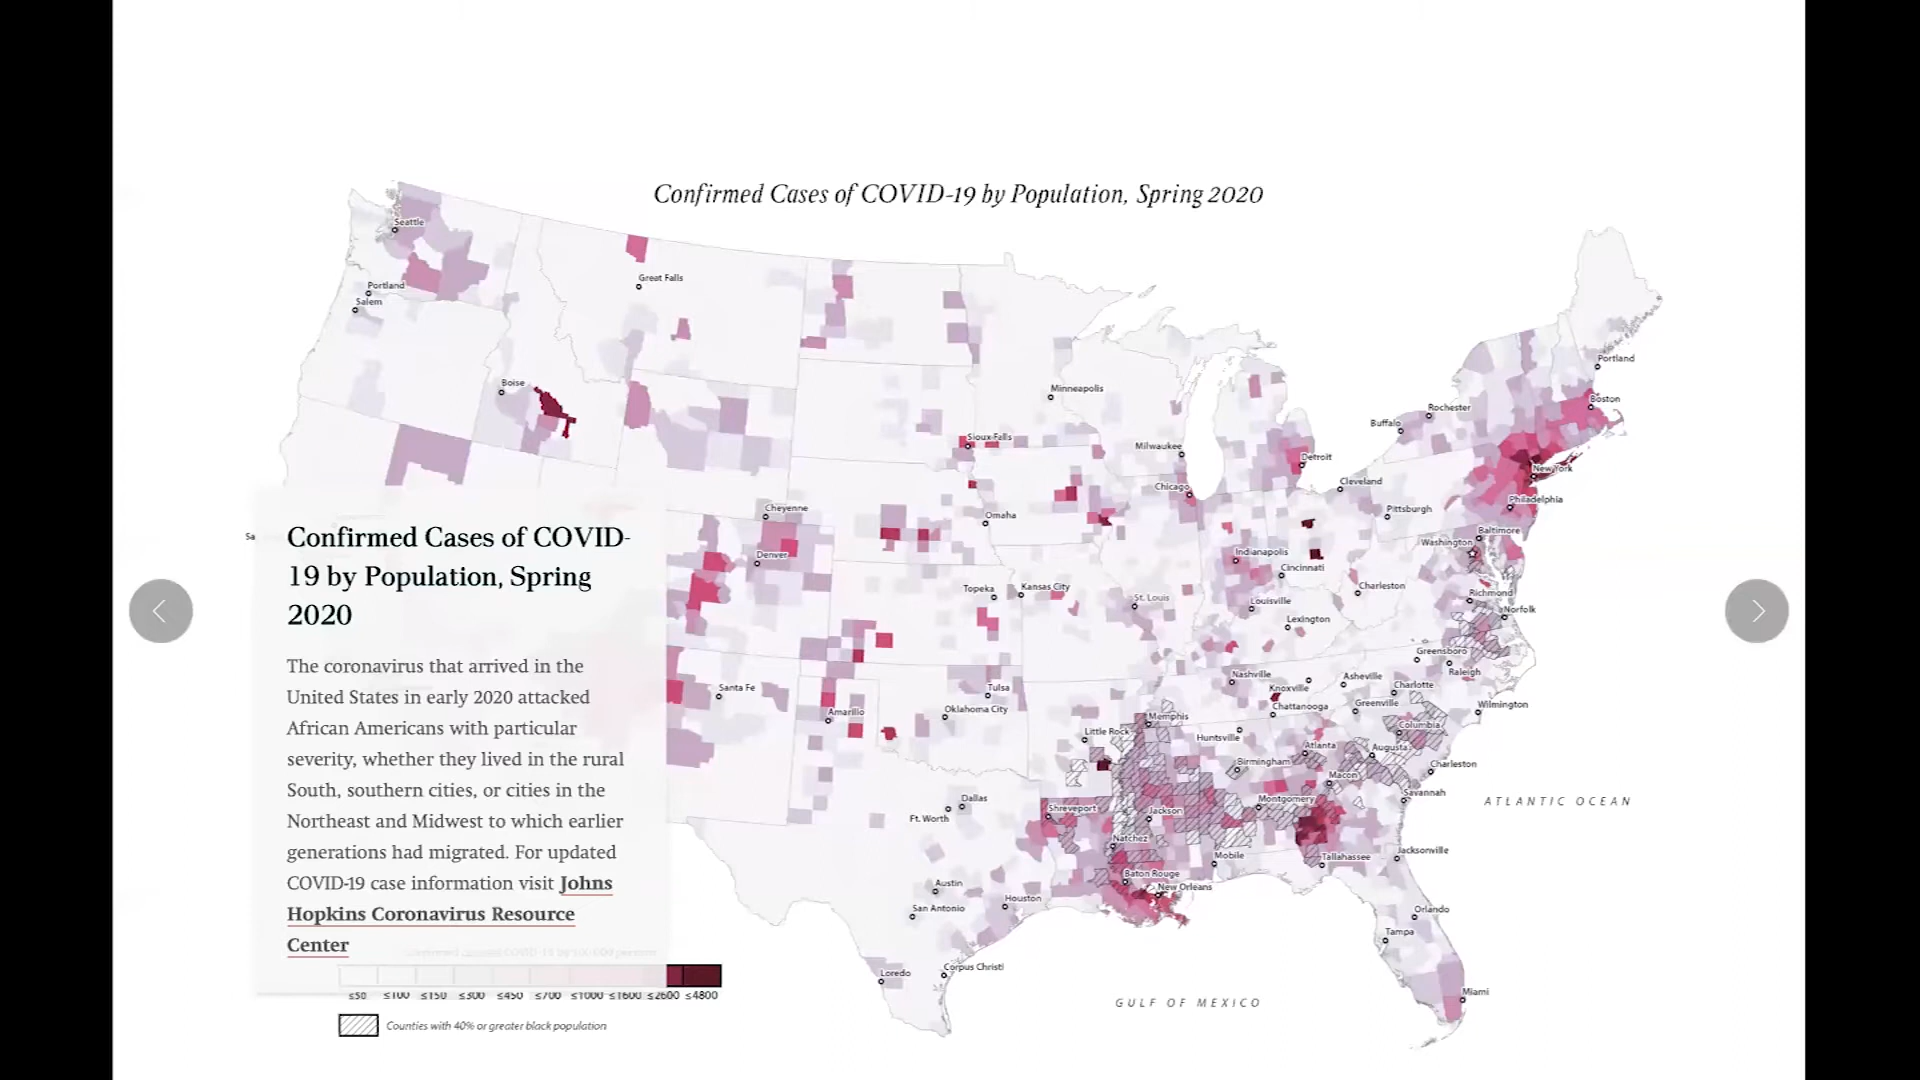 Confirmed Cases of COVID-19 by Population, Spring 2020
Seattle
Portland
Salem
Great Falls
Boise
Minneapolis
Sioux Falls
Milwaukee
Chicago
Detroit
Cleveland
Buffalo
Rochester
Portland
Boston
New York
Philadelphia
Pittsburgh
Baltimore
Washington
Cheyenne
Denver
Omaha
Indianapolis
Cincinnati
Charleston
Richmond
Norfolk
Topeka
Kansas City
St. Louis
Louisville
Lexington
Greensboro
Raleigh
Santa Fe
Tulsa
Amarillo
Oklahoma City
Nashville
Knoxville
Asheville
Charlotte
Chattanooga
Greenville
Wilmington
Memphis
Little Rock
Huntsville
Columbia
Atlanta
Augusta
Birmingham
Macon
Charleston
Savannah
Dallas
Ft. Worth
Shreveport
Jackson
Montgomery
Natchez
Mobile
Tallahassee
Jacksonville
Baton Rouge
New Orleans
Austin
San Antonio
Houston
Orlando
Tampa
Loredo
Corpus Christi
Miami
ATLANTIC OCEAN
GULF OF MEXICO
Sa
Confirmed Cases of COVID-
19 by Population, Spring
2020
The coronavirus that arrived in the
United States in early 2020 attacked
African Americans with particular
severity, whether they lived in the rural
South, southern cities, or cities in the
Northeast and Midwest to which earlier
generations had migrated. For updated
COVID-19 case information visit Johns
Hopkins Coronavirus Resource
Center
≤50 ≤100 ≤150 ≤300 ≤450 ≤700 ≤1000 ≤1600 ≤2600 ≤4800
Counties with 40% or greater black population